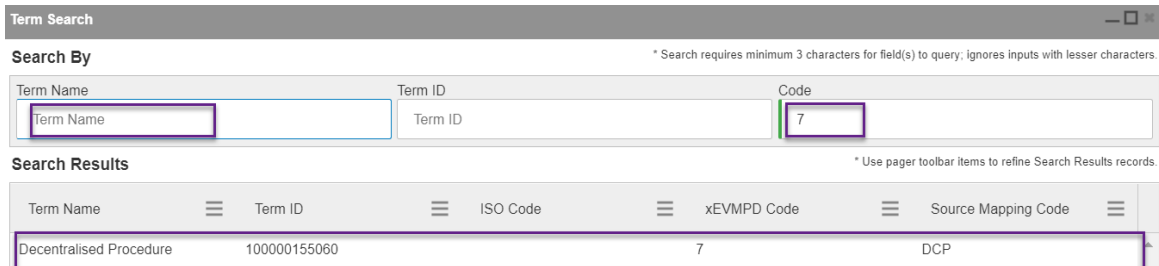 Term Search
Search By * Search requires minimum 3 characters for field(s) to query; ignores inputs with lesser characters.
Term Name Term ID Code
Term Name Term ID 7
Search Results * Use pager toolbar items to refine Search Results records.
Term Name Term ID ISO Code xEVMPD Code Source Mapping Code
Decentralised Procedure 100000155060 7 DCP